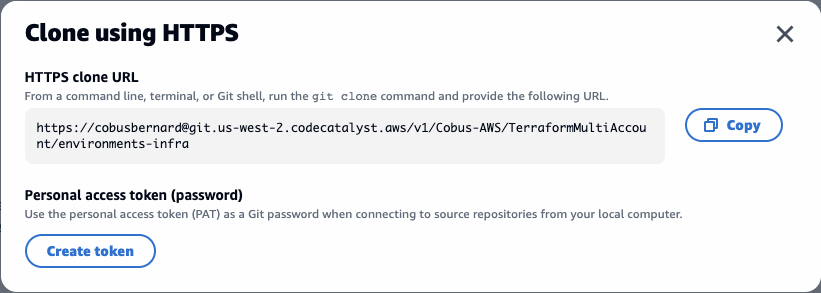 Clone using HTTPS
HTTPS clone URL
From a command line, terminal, or Git shell, run the git clone command and provide the following URL.
https://cobusbernard@git.us-west-2.codecatalyst.aws/v1/Cobus-AWS/TerraformMultiAccou
nt/environments-infra
Copy
Personal access token (password)
Use the personal access token (PAT) as a Git password when connecting to source repositories from your local computer.
Create token